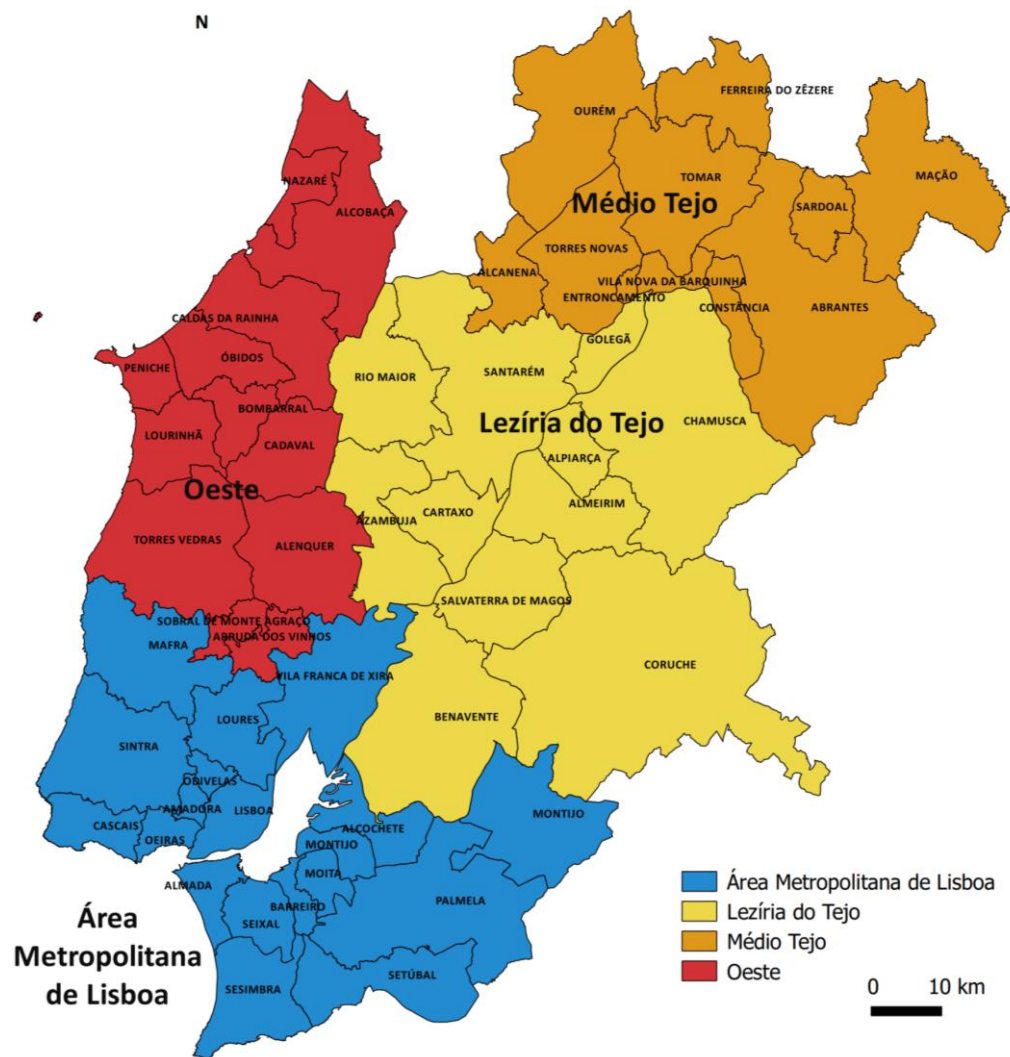 N
FERREIRA DO ZÊZERE
OURÉM
TOMAR
MAÇÃO
NAZARÉ
SARDOAL
Médio Tejo
ALCOBAÇA
TORRES NOVAS
ALCANENA
VILA NOVA DA BARQUINHA
ENTRONCAMENTO
CONSTÂNCIA
ABRANTES
CALDAS DA RAINHA
GOLEGÃ
ÓBIDOS
PENICHE
RIO MAIOR
SANTARÉM
BOMBARRAL
CHAMUSCA
Lezíria do Tejo
LOURINHÃ
CADAVAL
ALPIARÇA
Oeste
ALMEIRIM
CARTAXO
AZAMBUJA
TORRES VEDRAS
ALENQUER
SALVATERRA DE MAGOS
SOBRAL DE MONTE AGRAÇO
ARRUDA DOS VINHOS
MAFRA
CORUCHE
VILA FRANCA DE XIRA
BENAVENTE
LOURES
SINTRA
ODIVELAS
AMADORA
LISBOA
MONTIJO
CASCAIS
ALCOCHETE
OEIRAS
MONTIJO
MOITA
ALMADA
PALMELA
BARREIRO
SEIXAL
SETÚBAL
SESIMBRA
Área
Metropolitana
de Lisboa
Área Metropolitana de Lisboa
Lezíria do Tejo
Médio Tejo
Oeste
0 10 km